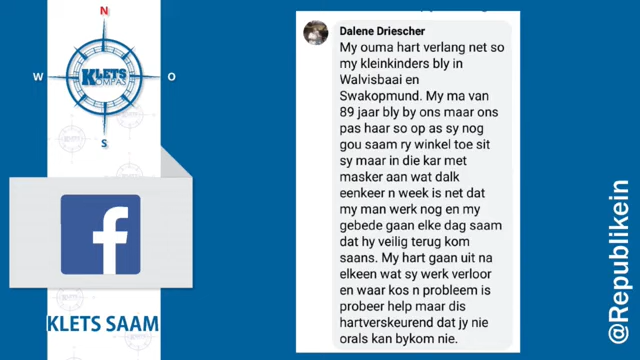 N
W
KLETS
KOMPAS
O
S
f
KLETS SAAM
Dalene Driescher
My ouma hart verlang net so
my kleinkinders bly in
Walvisbaai en
Swakopmund. My ma van
89 jaar bly by ons maar ons
pas haar so op as sy nog
gou saam ry winkel toe sit
sy maar in die kar met
masker aan wat dalk
eenkeer n week is net dat
my man werk nog en my
gebede gaan elke dag saam
dat hy veilig terug kom
saans. My hart gaan uit na
elkeen wat sy werk verloor
en waar kos n probleem is
probeer help maar dis
hartverskeurend dat jy nie
orals kan bykom nie.
@Republikein